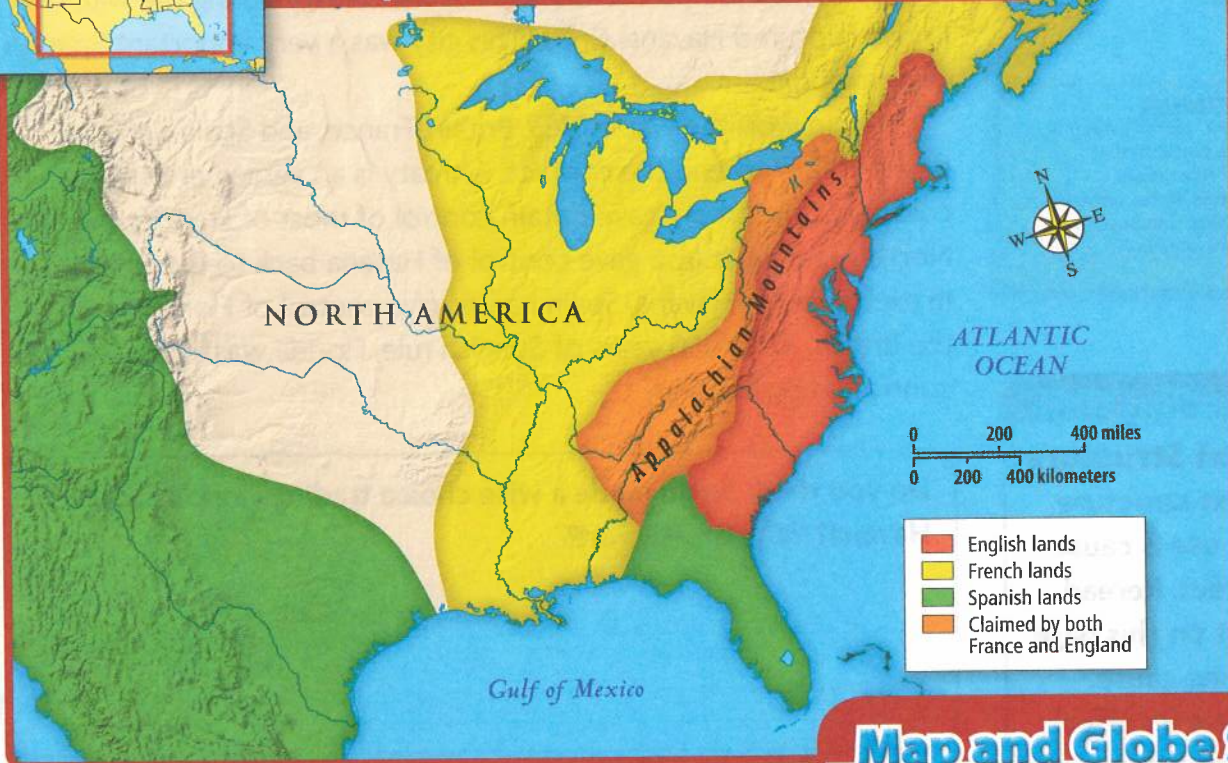 NORTH AMERICA
Appalachian Mountains
N
W
E
S
ATLANTIC
OCEAN
0 200 400 miles
0 200 400 kilometers
English lands
French lands
Spanish lands
Claimed by both
France and England
Gulf of Mexico
Map and Globe